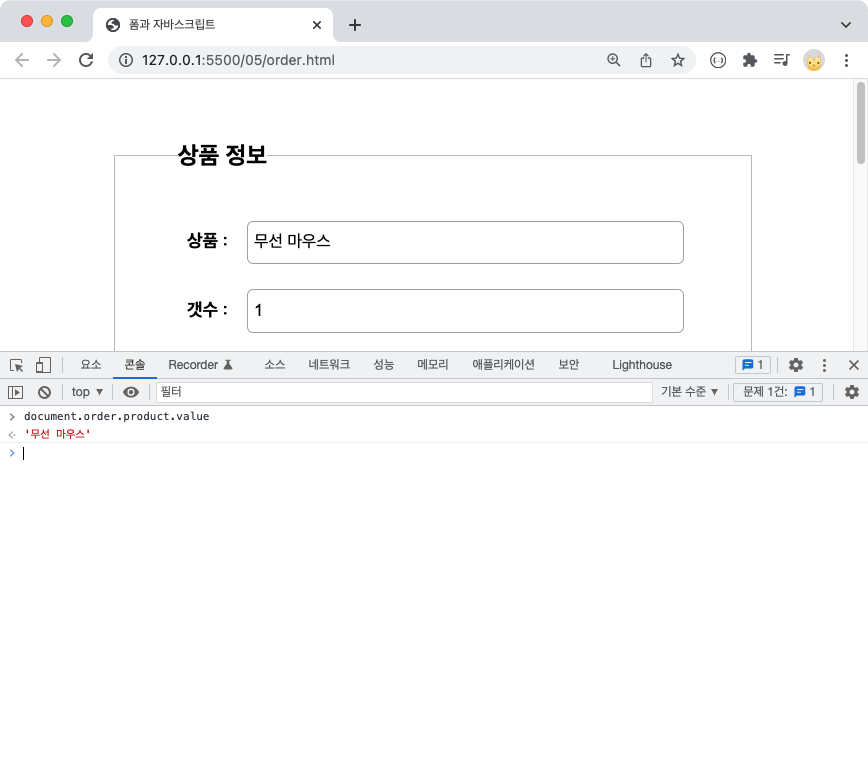 폼과 자바스크립트
127.0.0.1:5500/05/order.html
상품 정보
상품 : 무선 마우스
갯수 : 1
요소 콘솔 Recorder 소스 네트워크 성능 메모리 애플리케이션 보안 Lighthouse 1
top 필터 기본 수준 문제 1건: 1
document.order.product.value
'무선 마우스'